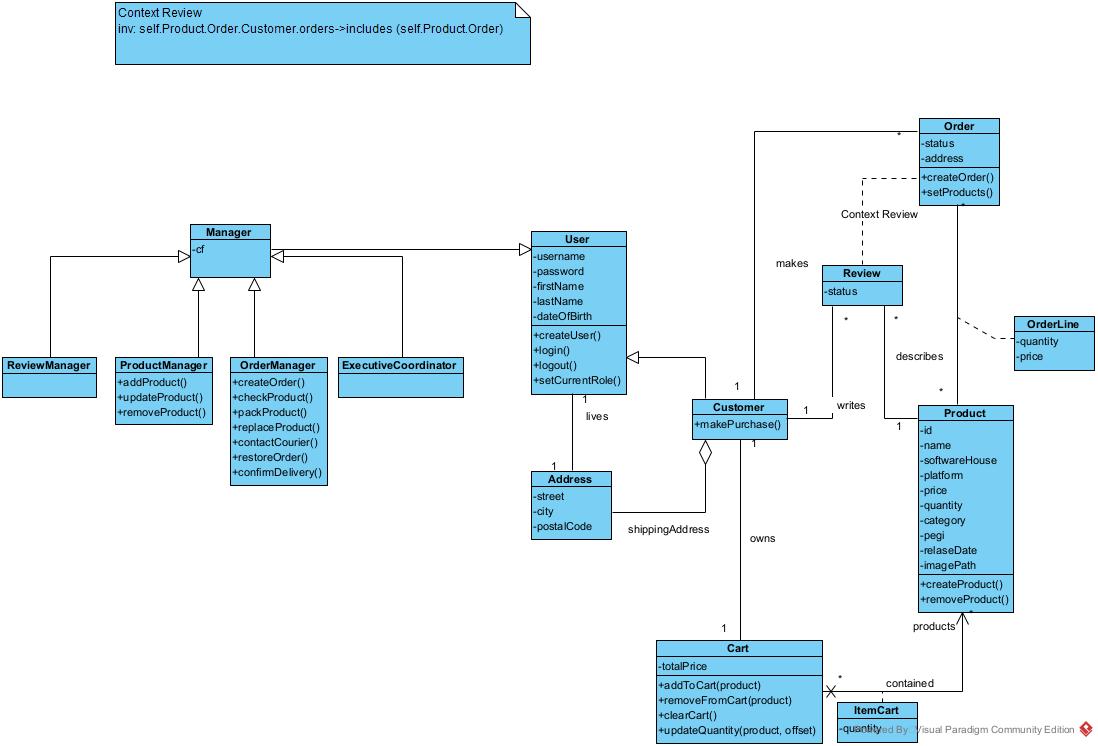 Context Review
inv: self.Product.Order.Customer.orders->includes (self.Product.Order)
Order
-status
-address
+createOrder()
+setProducts()
*
*
Context Review
makes
Manager
-cf
User
-username
-password
-firstName
-lastName
-dateOfBirth
+createUser()
+login()
+logout()
+setCurrentRole()
Review
-status
*
*
OrderLine
-quantity
-price
describes
ReviewManager
ProductManager
+addProduct()
+updateProduct()
+removeProduct()
OrderManager
+createOrder()
+checkProduct()
+packProduct()
+replaceProduct()
+contactCourier()
+restoreOrder()
+confirmDelivery()
ExecutiveCoordinator
1
lives
1
1
Customer
+makePurchase()
1
1
writes
1
*
Product
-id
-name
-softwareHouse
-platform
-price
-quantity
-category
-pegi
-relaseDate
-imagePath
+createProduct()
+removeProduct()
*
Address
-street
-city
-postalCode
shippingAddress
owns
1
products
Cart
-totalPrice
+addToCart(product)
+removeFromCart(product)
+clearCart()
+updateQuantity(product, offset)
*
contained
ItemCart
-quantity
Powered By: Visual Paradigm Community Edition